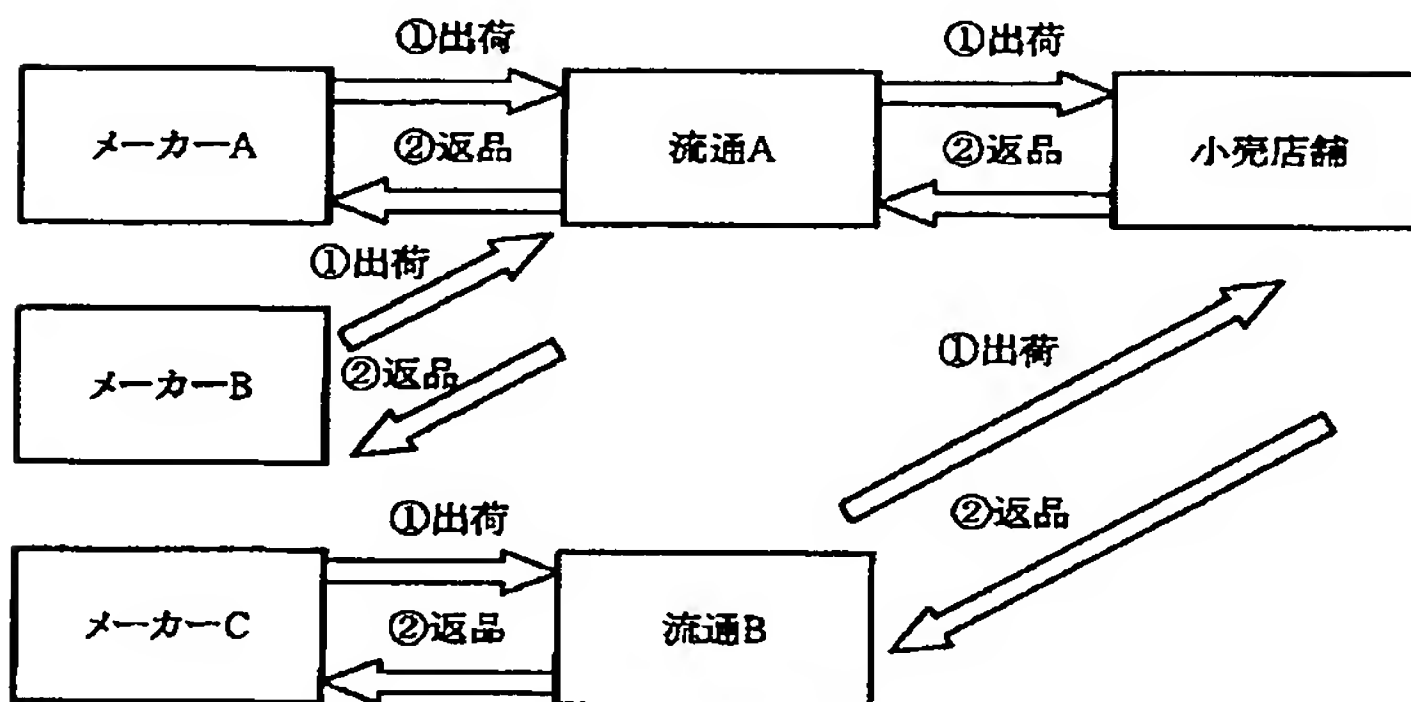 ①出荷
①出荷
メーカーA
②返品
流通A
②返品
小売店舗
①出荷
メーカーB
②返品
①出荷
①出荷
②返品
メーカーC
②返品
流通B